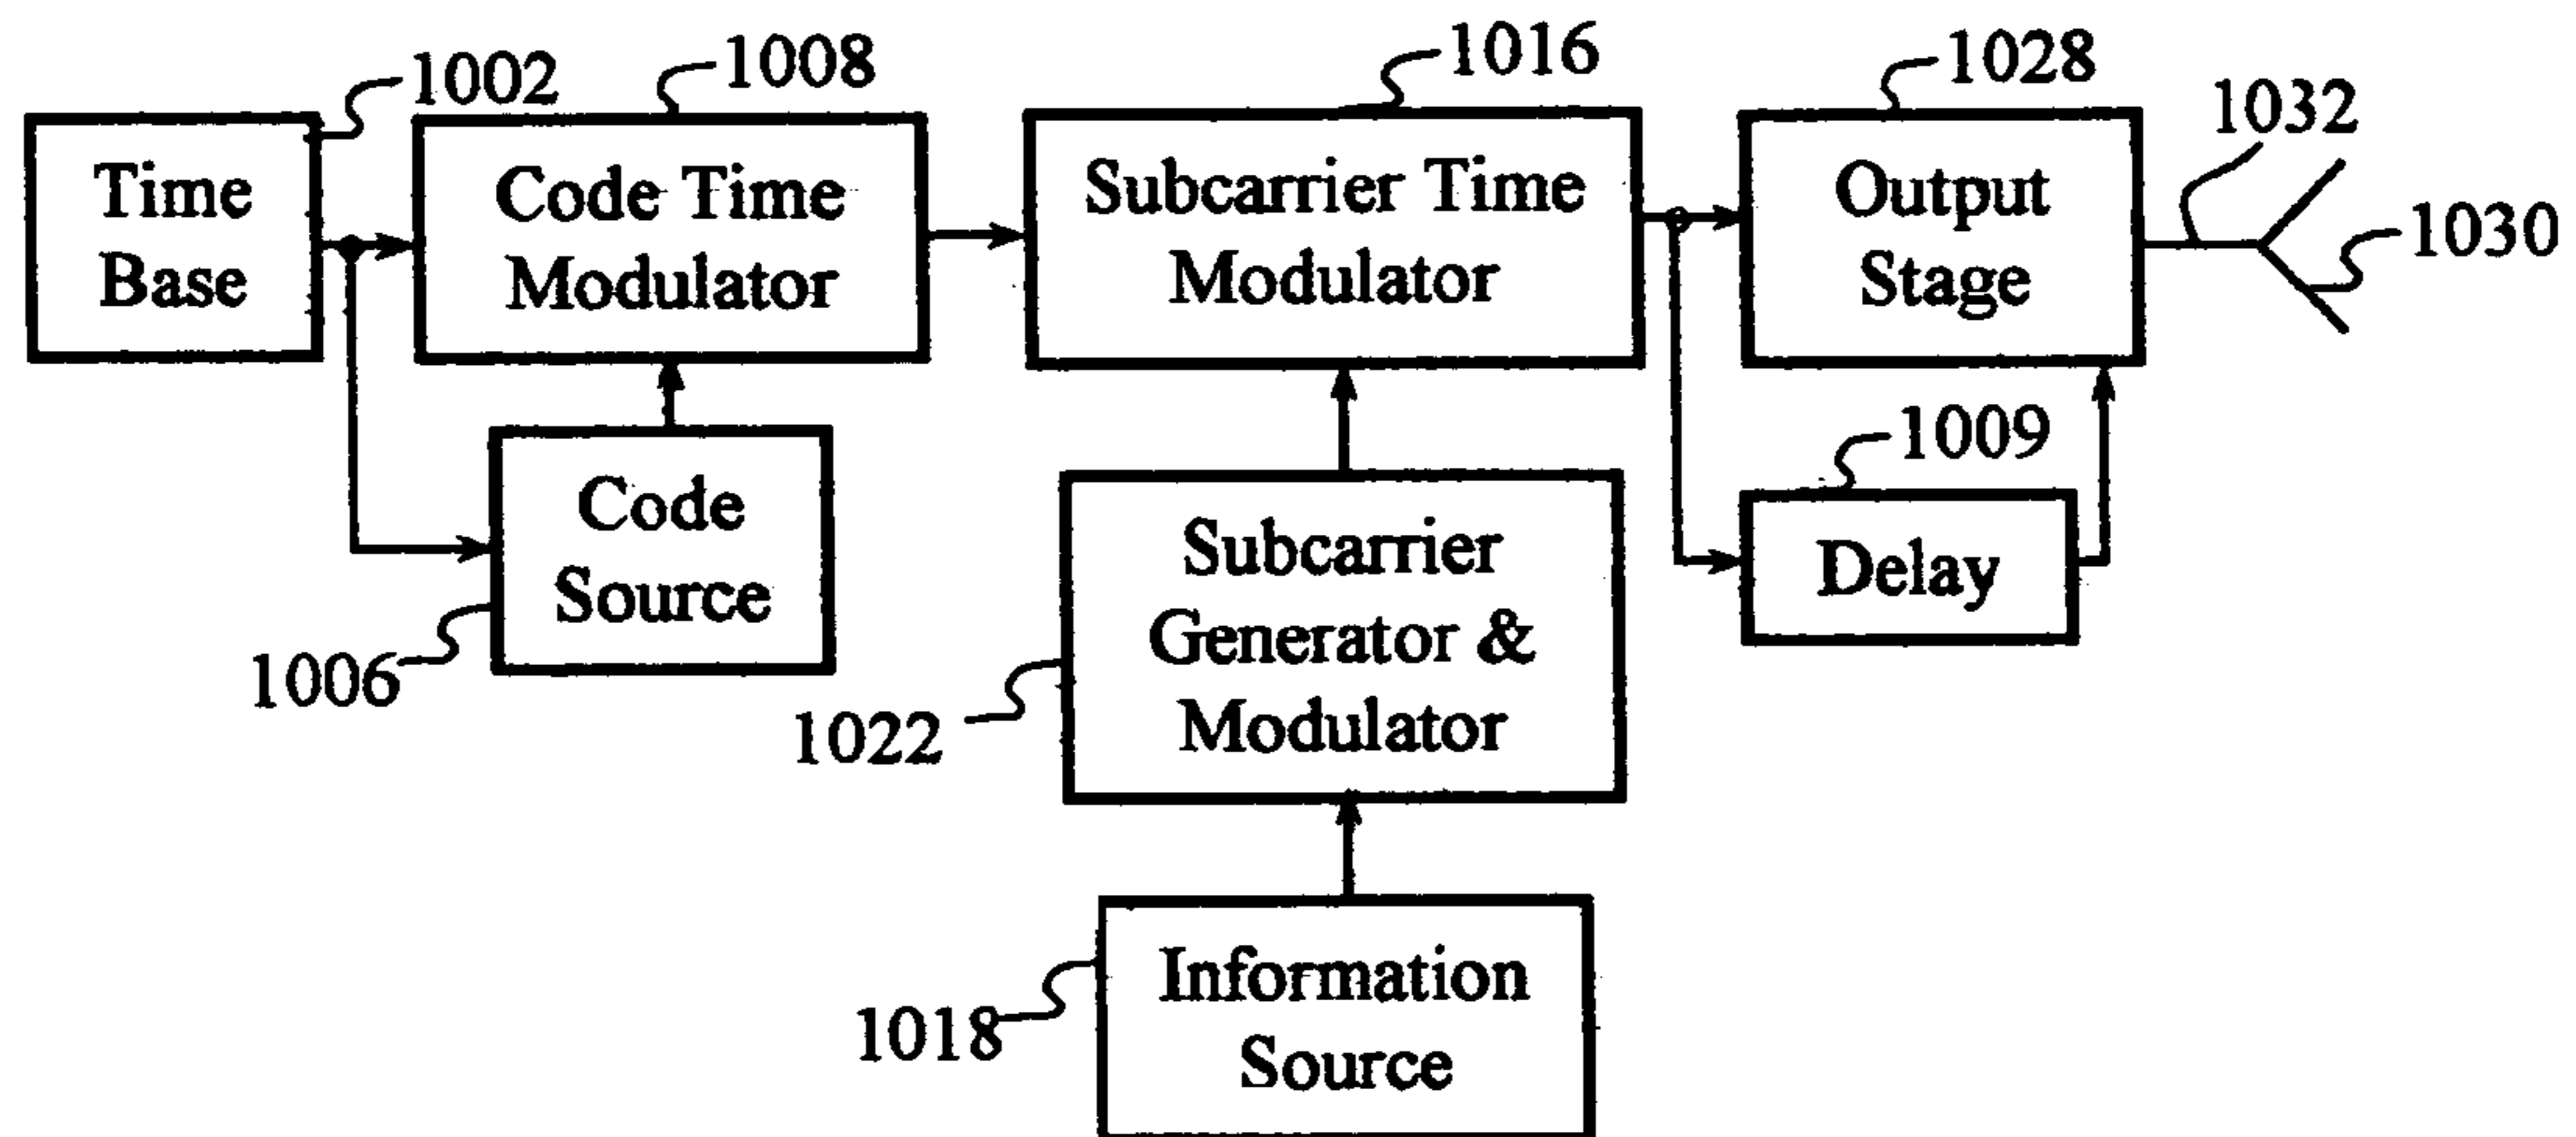 1002
1008
1016
1028
1032
1030
Time
Base
Code Time
Modulator
Subcarrier Time
Modulator
Output
Stage
1009
Code
Source
1006
Subcarrier
Generator &
Modulator
1022
Delay
Information
Source
1018